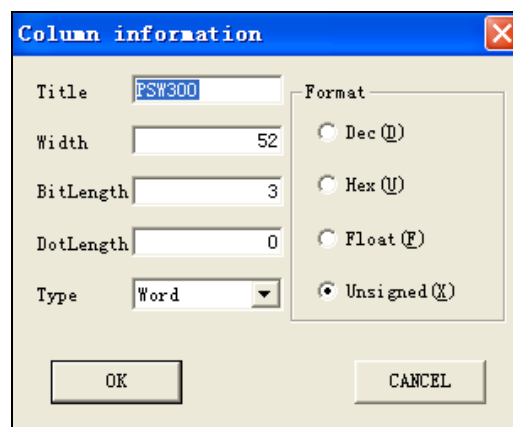 Column information
Title PSW300
Width 52
BitLength 3
DotLength 0
Type Word
Format
Dec(D)
Hex(U)
Float(F)
Unsigned(X)
OK CANCEL